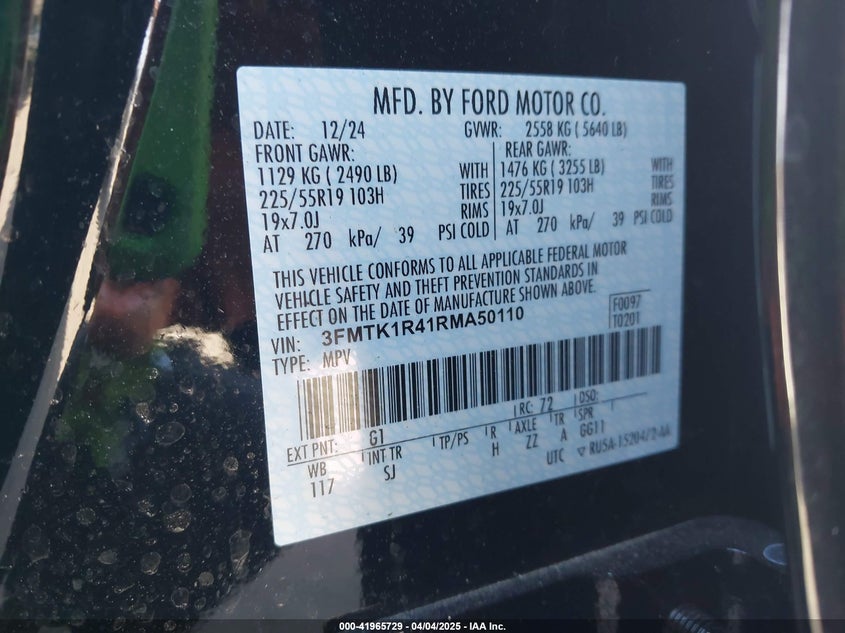 MFD. BY FORD MOTOR CO.
DATE: 12/24 GVWR: 2558 KG ( 5640 LB)
FRONT GAWR: REAR GAWR:
1129 KG ( 2490 LB) WITH 1476 KG ( 3255 LB) WITH
225/55R19 103H TIRES 225/55R19 103H TIRES
19x7.0J RIMS 19x7.0J RIMS
AT 270 kPa/ 39 PSI COLD AT 270 kPa/ 39 PSI COLD
THIS VEHICLE CONFORMS TO ALL APPLICABLE FEDERAL MOTOR
VEHICLE SAFETY AND THEFT PREVENTION STANDARDS IN
EFFECT ON THE DATE OF MANUFACTURE SHOWN ABOVE.
VIN: 3FMTK1R41RMA50110 F0097
TYPE: MPV T0201
RC: 72 DSO:
EXT PNT: G1
WB INT TR TP/PS R AXLE TR SPR
117 SJ H ZZ A GG11
UTC
000-41965729 - 04/04/2025 - IAA Inc.